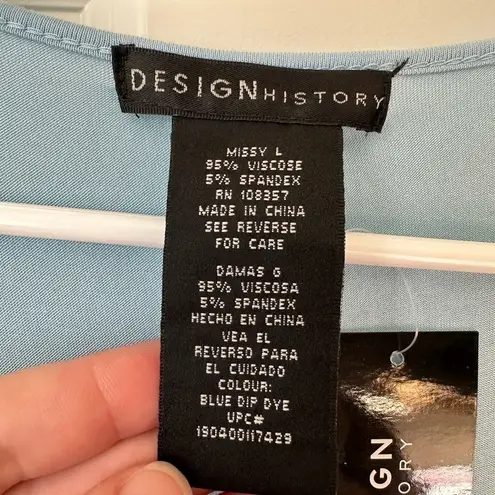 DESIGN HISTORY
MISSY L
95% VISCOSE
5% SPANDEX
RN 108357
MADE IN CHINA
SEE REVERSE
FOR CARE
DAMAS G
95% VISCOSA
5% SPANDEX
HECHO EN CHINA
VEA EL
REVERSO PARA
EL CUIDADO
COLOUR:
BLUE DIP DYE
UPC#
190400117429